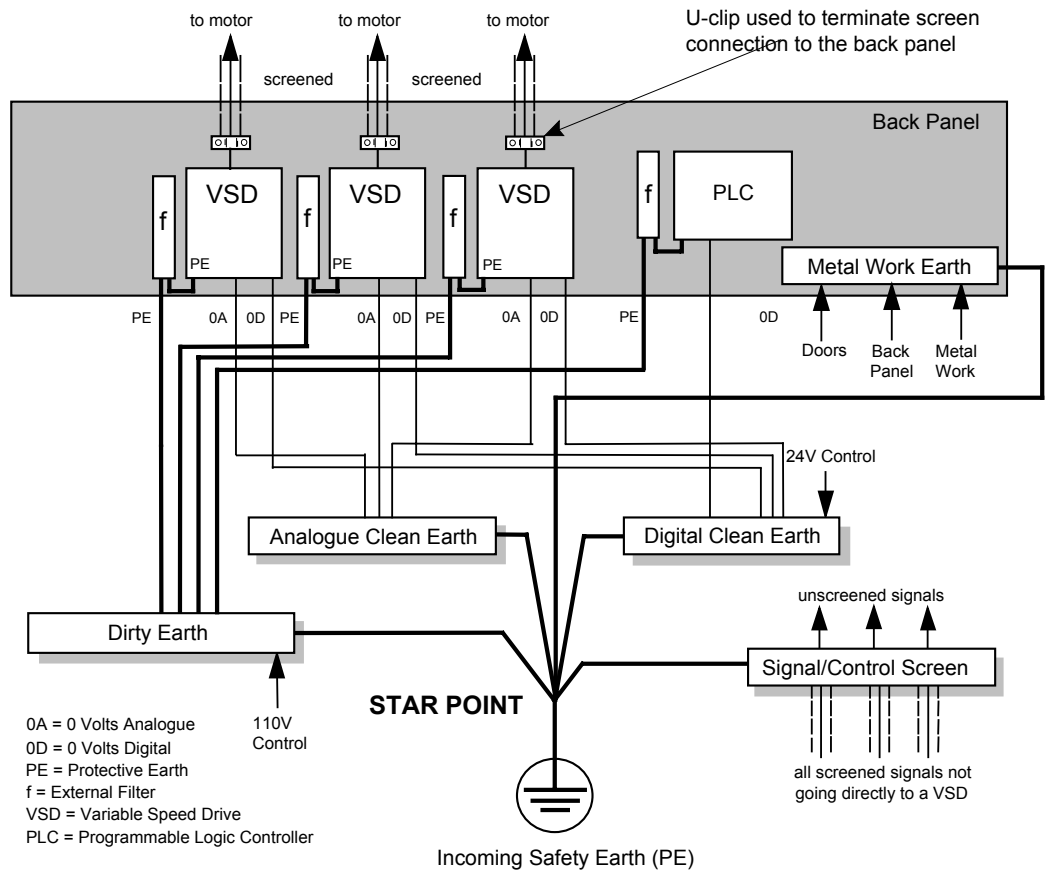 to motor
to motor
to motor
U-clip used to terminate screen
connection to the back panel
screened
screened
Back Panel
VSD
VSD
VSD
PLC
f
f
f
f
PE
PE
PE
Metal Work Earth
PE
0A
0D
PE
0A
0D
PE
0A
0D
PE
0D
Doors
Back
Panel
Metal
Work
24V Control
Analogue Clean Earth
Digital Clean Earth
unscreened signals
Dirty Earth
Signal/Control Screen
STAR POINT
110V
Control
0A = 0 Volts Analogue
0D = 0 Volts Digital
PE = Protective Earth
f = External Filter
VSD = Variable Speed Drive
PLC = Programmable Logic Controller
all screened signals not
going directly to a VSD
Incoming Safety Earth (PE)